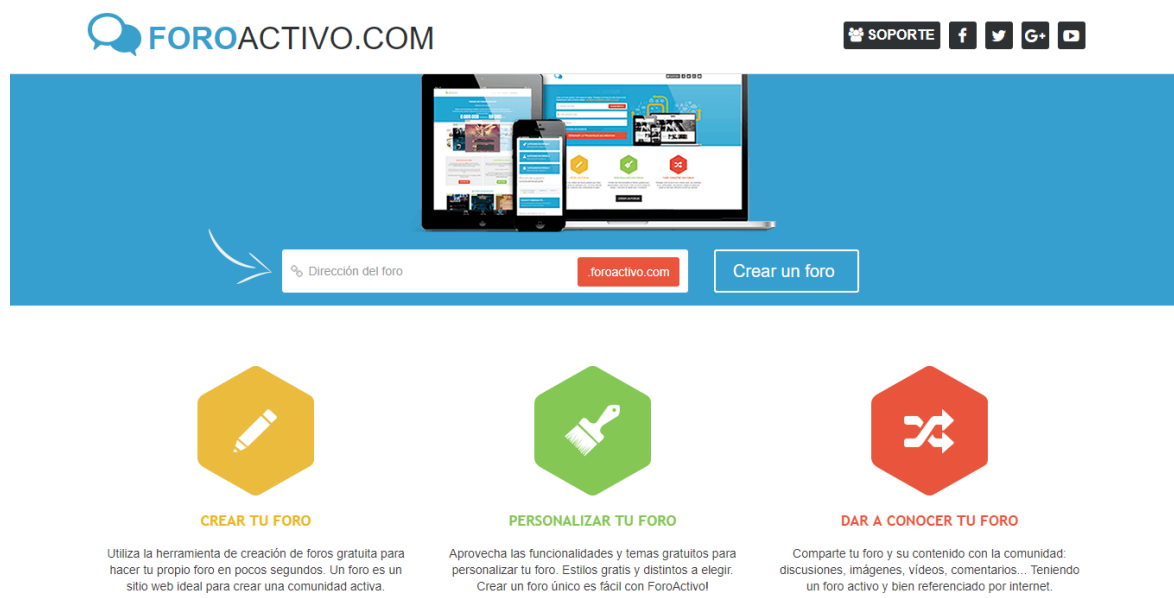 FOROACTIVO.COM
SOPORTE
Dirección del foro
.foroactivo.com
Crear un foro
CREAR TU FORO
Utiliza la herramienta de creación de foros gratuita para
hacer tu propio foro en pocos segundos. Un foro es un
sitio web ideal para crear una comunidad activa.
PERSONALIZAR TU FORO
Aprovecha las funcionalidades y temas gratuitos para
personalizar tu foro. Estilos gratis y distintos a elegir.
Crear un foro único es fácil con ForoActivo!
DAR A CONOCER TU FORO
Comparte tu foro y su contenido con la comunidad:
discusiones, imágenes, vídeos, comentarios... Teniendo
un foro activo y bien referenciado por internet.